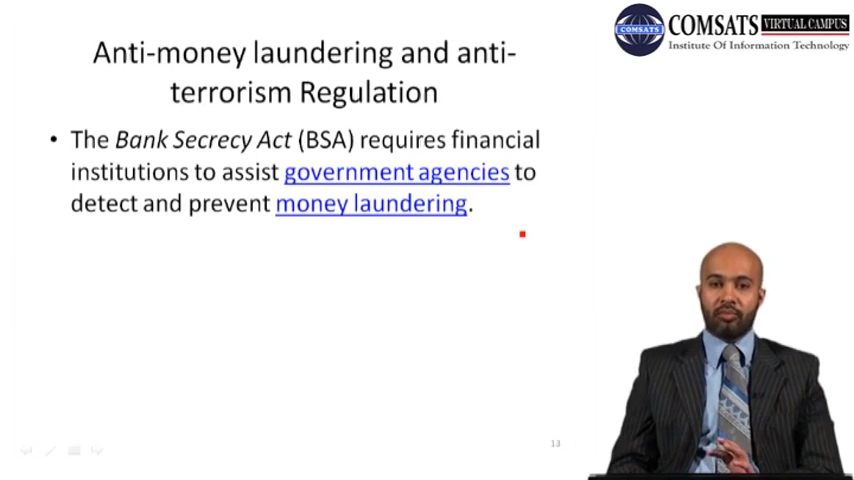 Anti-money laundering and anti-
terrorism Regulation
• The Bank Secrecy Act (BSA) requires financial
institutions to assist government agencies to
detect and prevent money laundering.
13
COMSATS
COMSATS VIRTUAL CAMPUS
Institute Of Information Technology